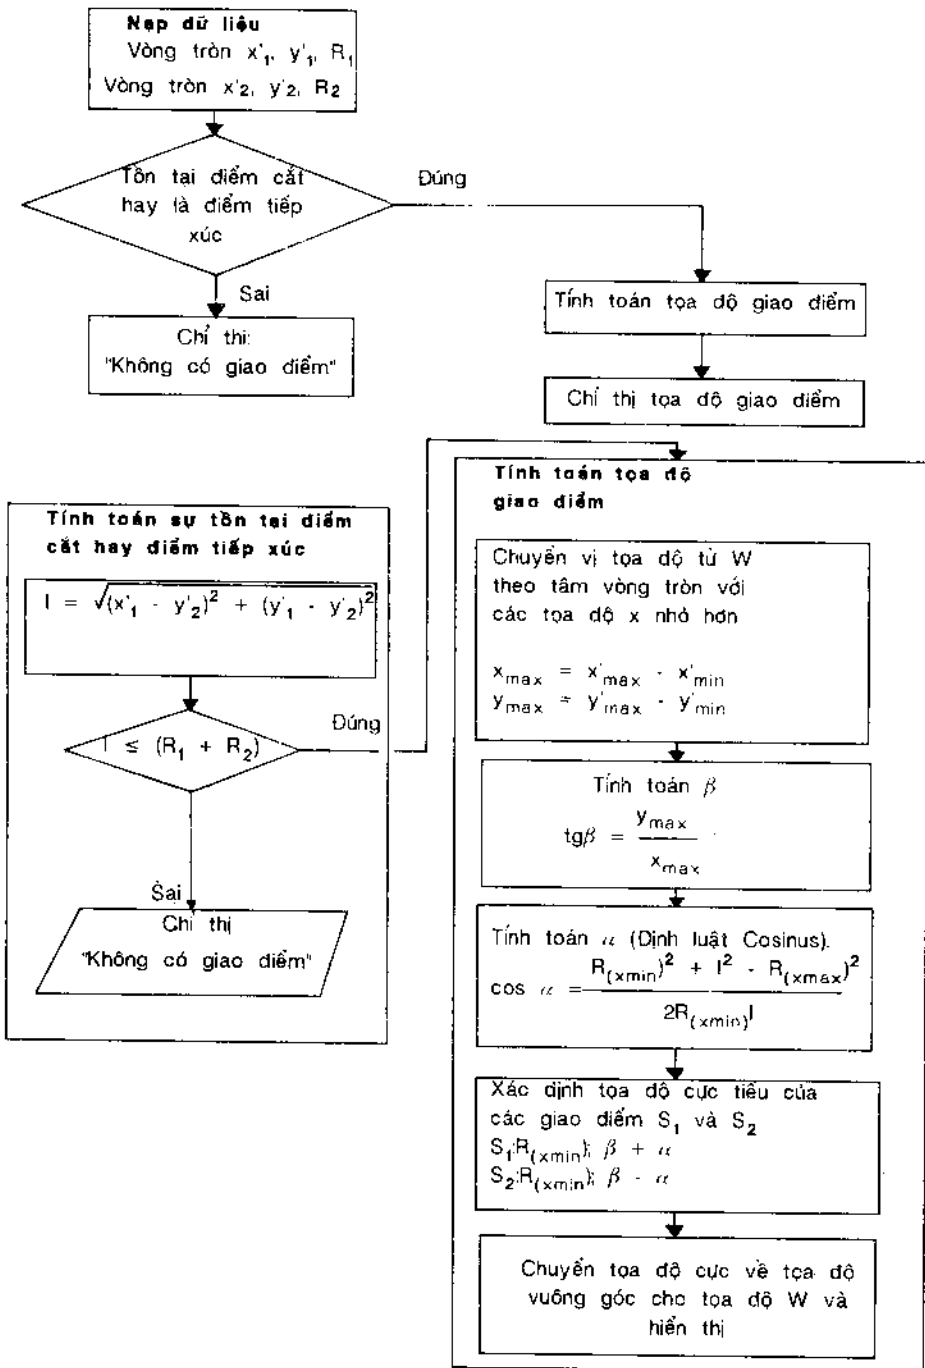 Nạp dữ liệu
Vòng tròn x'1, y'1, R1
Vòng tròn x'2, y'2, R2
Tồn tại điểm cắt
hay là điểm tiếp
xúc
Đúng
Sai
Chỉ thị:
"Không có giao điểm"
Tính toán tọa độ giao điểm
Chỉ thị tọa độ giao điểm
Tính toán sự tồn tại điểm
cắt hay điểm tiếp xúc
l = √(x'1 - y'2)² + (y'1 - y'2)²
l ≤ (R1 + R2)
Đúng
Sai
Chỉ thị
"Không có giao điểm"
Tính toán tọa độ
giao điểm
Chuyển vị tọa độ từ W
theo tâm vòng tròn với
các tọa độ x nhỏ hơn
xmax = x'max - x'min
ymax = y'max - y'min
Tính toán β
tgβ = ymax / xmax
Tính toán α (Định luật Cosinus).
cos α = R(xmin)² + l² - R(xmax)² / 2R(xmin)l
Xác định tọa độ cực tiểu của
các giao điểm S1 và S2
S1:R(xmin); β + α
S2:R(xmin); β - α
Chuyển tọa độ cực về tọa độ
vuông góc cho tọa độ W và
hiển thị